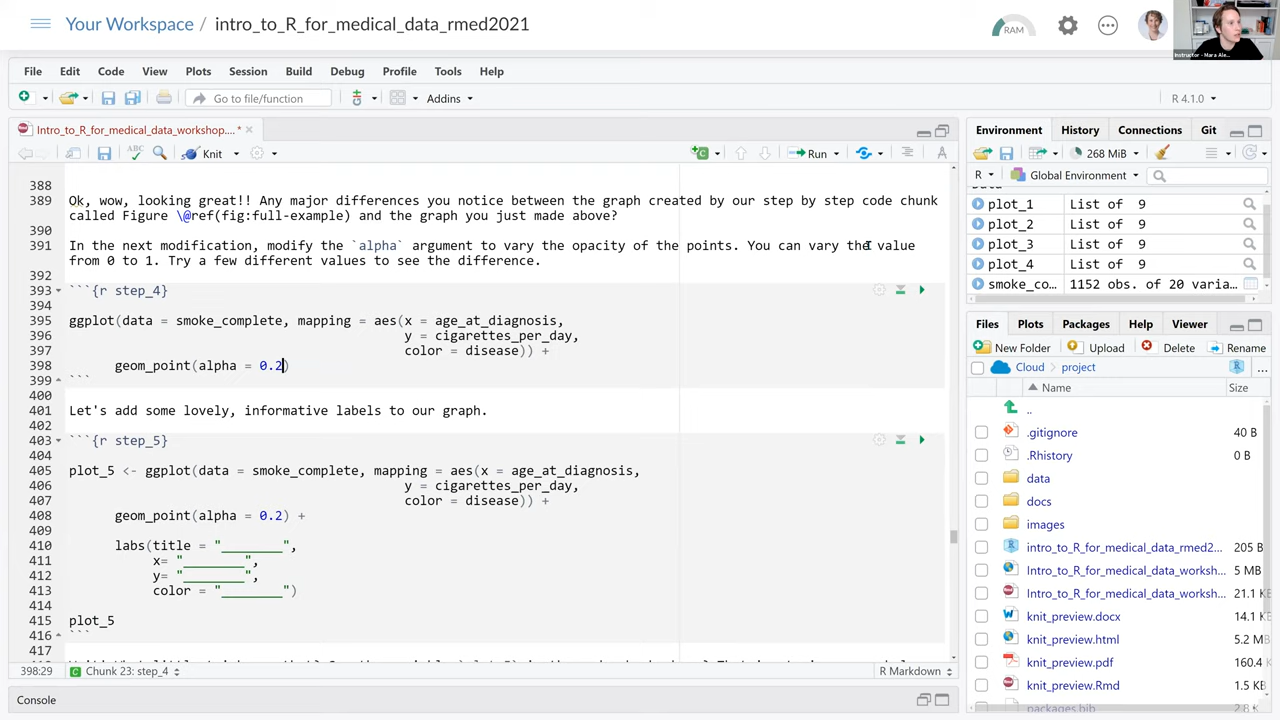 Your Workspace / intro_to_R_for_medical_data_rmed2021
RAM
Instructor - Mara Ale...
File Edit Code View Plots Session Build Debug Profile Tools Help
Go to file/function Addins R 4.1.0
Intro_to_R_for_medical_data_workshop....* ×
ABC Knit Run
388
389 Ok, wow, looking great!! Any major differences you notice between the graph created by our step by step code chunk
called Figure \@ref(fig:full-example) and the graph you just made above?
390
391 In the next modification, modify the `alpha` argument to vary the opacity of the points. You can vary the value
from 0 to 1. Try a few different values to see the difference.
392
393 ```{r step_4}
394
395 ggplot(data = smoke_complete, mapping = aes(x = age_at_diagnosis,
396 y = cigarettes_per_day,
397 color = disease)) +
398 geom_point(alpha = 0.2)
399 ```
400
401 Let's add some lovely, informative labels to our graph.
402
403 ```{r step_5}
404
405 plot_5 <- ggplot(data = smoke_complete, mapping = aes(x = age_at_diagnosis,
406 y = cigarettes_per_day,
407 color = disease)) +
408 geom_point(alpha = 0.2) +
409
410 labs(title = "________",
411 x= "________",
412 y= "________",
413 color = "________")
414
415 plot_5
416 ```
417
398:29 Chunk 23: step_4 R Markdown
Console
Environment History Connections Git
268 MiB
R Global Environment
Data
plot_1 List of 9
plot_2 List of 9
plot_3 List of 9
plot_4 List of 9
smoke_co... 1152 obs. of 20 varia...
Files Plots Packages Help Viewer
New Folder Upload Delete Rename
Cloud project ...
Name Size
..
.gitignore 40 B
.Rhistory 0 B
data
docs
images
intro_to_R_for_medical_data_rmed2... 205 B
Intro_to_R_for_medical_data_worksh... 5 MB
Intro_to_R_for_medical_data_worksh... 21.1 KB
knit_preview.docx 14.1 KB
knit_preview.html 5.2 MB
knit_preview.pdf 160.4
knit_preview.Rmd 1.5 KB
packages.bib 2.8 K